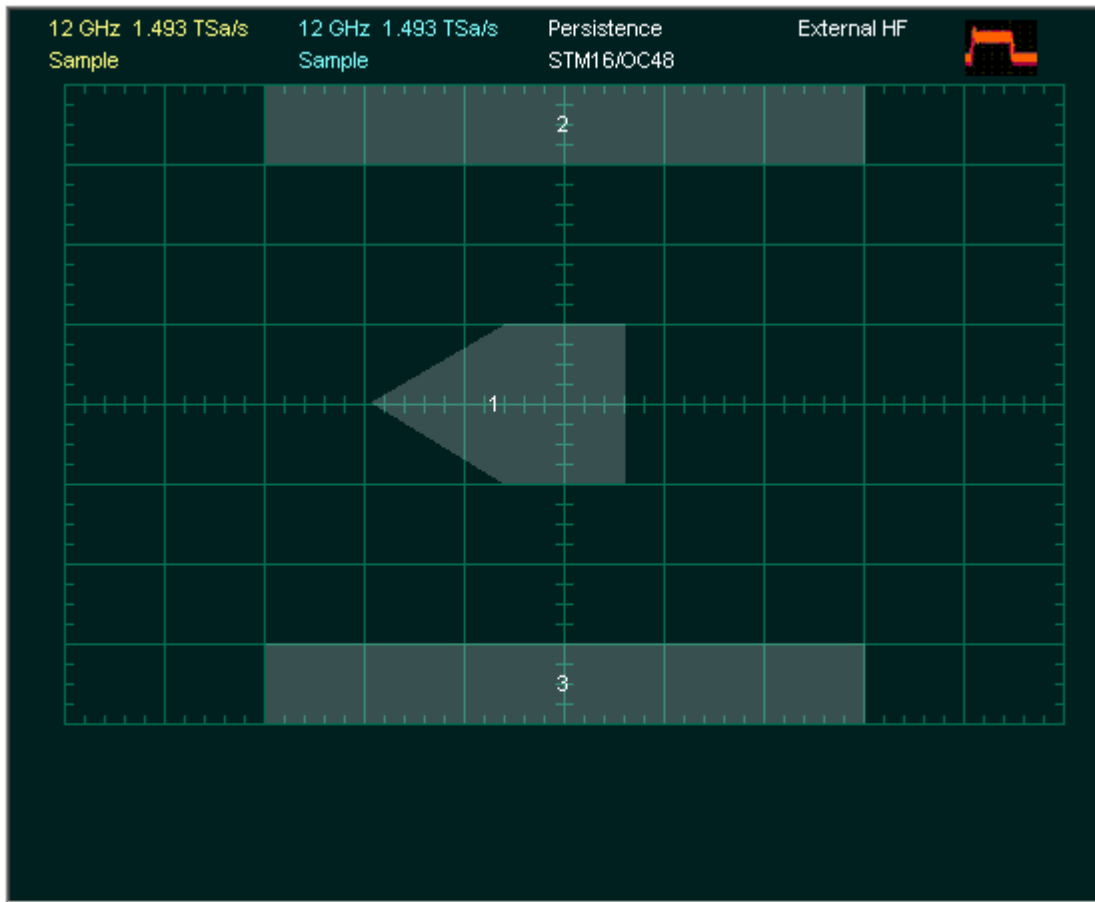 12 GHz 1.493 TSa/s 12 GHz 1.493 TSa/s Persistence External HF
Sample Sample STM16/OC48
2
1
3